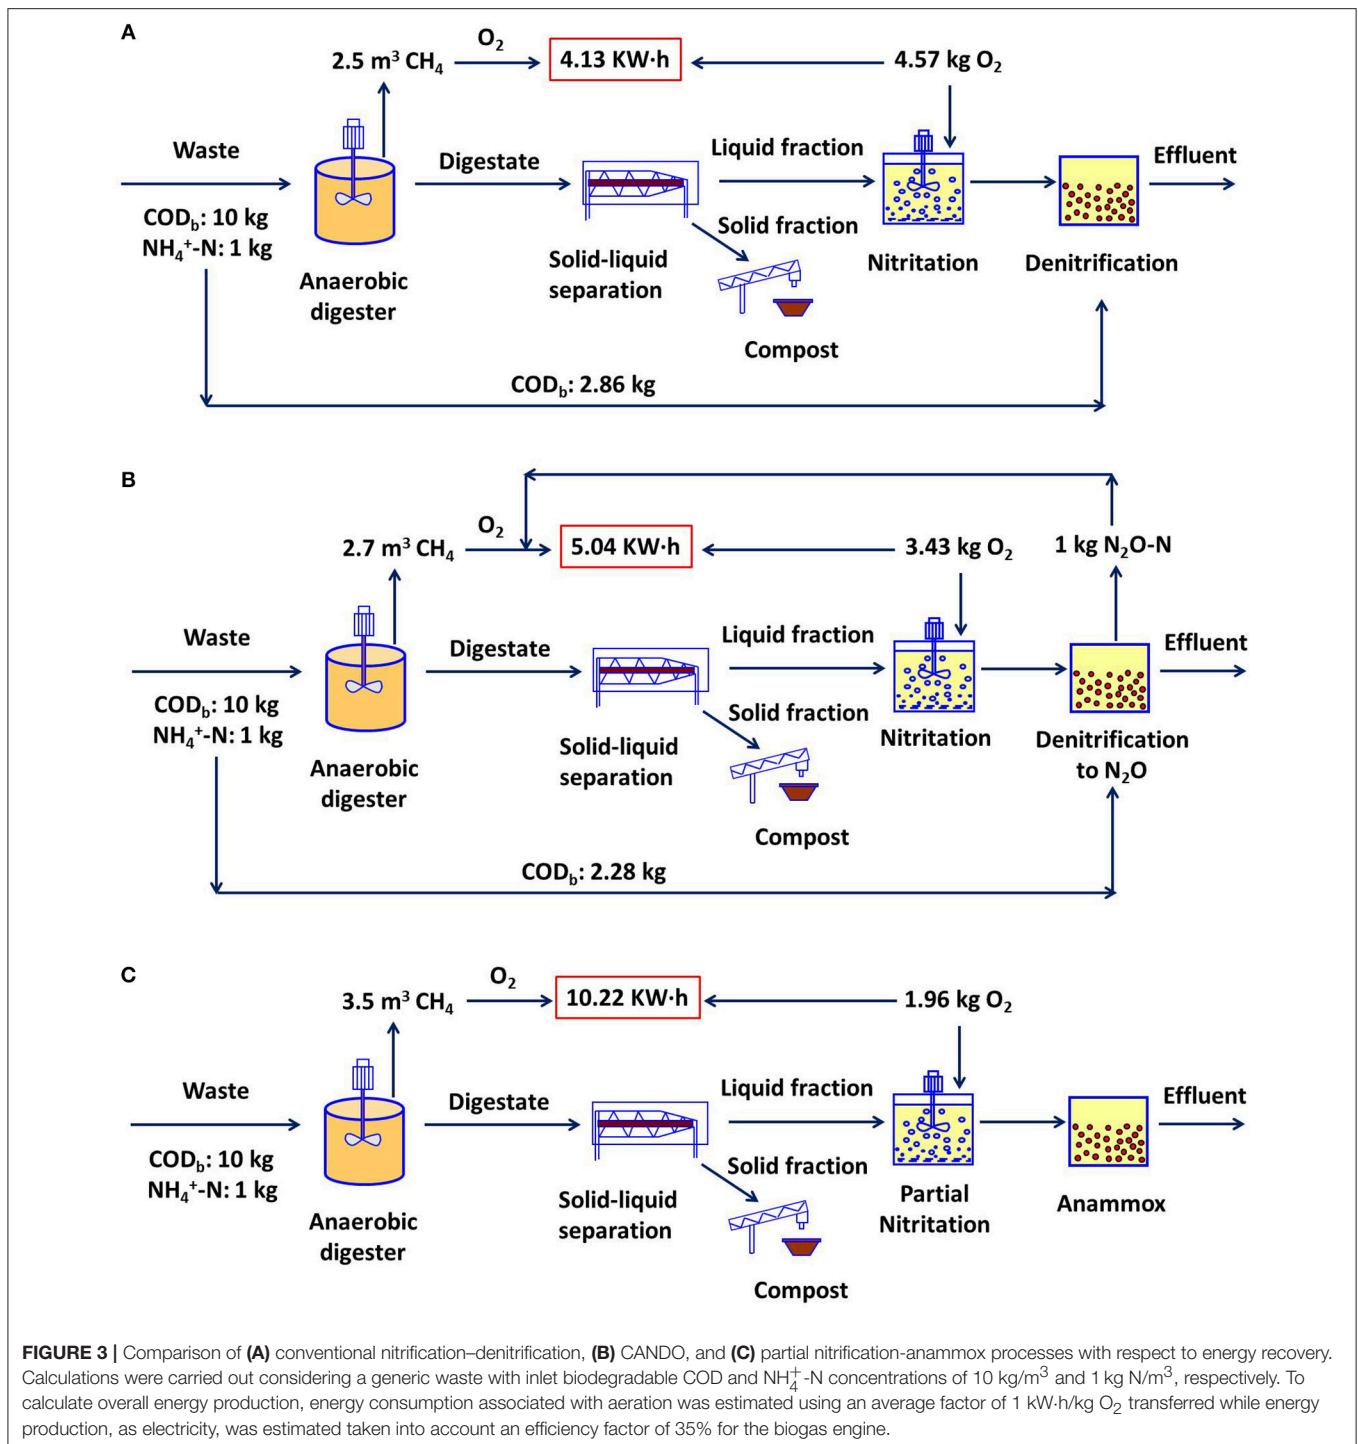 A
O₂
2.5 m³ CH₄
4.13 KW·h
4.57 kg O₂
Waste
Digestate
Liquid fraction
Effluent
COD_b: 10 kg
NH₄⁺-N: 1 kg
Solid fraction
Anaerobic
digester
Solid-liquid
separation
Nitritation
Denitrification
Compost
COD_b: 2.86 kg
B
O₂
2.7 m³ CH₄
5.04 KW·h
3.43 kg O₂
1 kg N₂O-N
Waste
Digestate
Liquid fraction
Effluent
COD_b: 10 kg
NH₄⁺-N: 1 kg
Solid fraction
Anaerobic
digester
Solid-liquid
separation
Nitritation
Denitrification
to N₂O
Compost
COD_b: 2.28 kg
C
O₂
3.5 m³ CH₄
10.22 KW·h
1.96 kg O₂
Waste
Digestate
Liquid fraction
Effluent
COD_b: 10 kg
NH₄⁺-N: 1 kg
Solid fraction
Anaerobic
digester
Solid-liquid
separation
Partial
Nitritation
Anammox
Compost
FIGURE 3 | Comparison of (A) conventional nitrification–denitrification, (B) CANDO, and (C) partial nitrification-anammox processes with respect to energy recovery.
Calculations were carried out considering a generic waste with inlet biodegradable COD and NH₄⁺-N concentrations of 10 kg/m³ and 1 kg N/m³, respectively. To
calculate overall energy production, energy consumption associated with aeration was estimated using an average factor of 1 kW·h/kg O₂ transferred while energy
production, as electricity, was estimated taken into account an efficiency factor of 35% for the biogas engine.